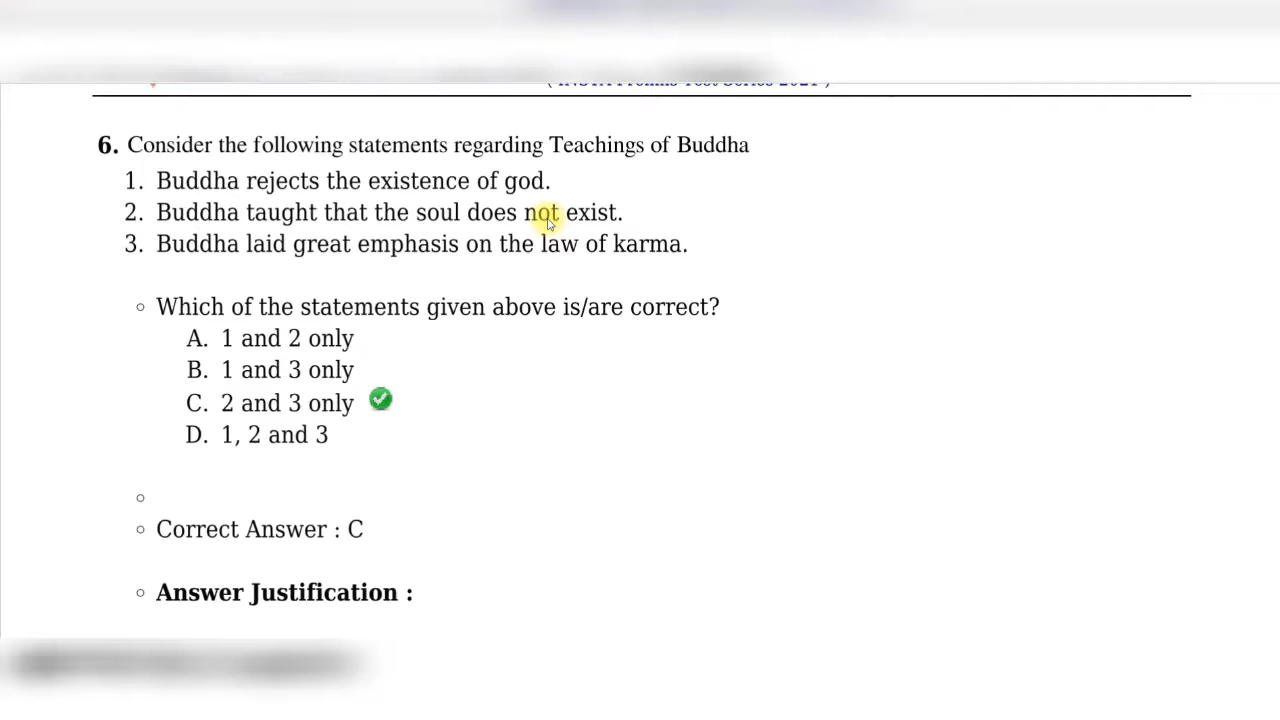 6. Consider the following statements regarding Teachings of Buddha
1. Buddha rejects the existence of god.
2. Buddha taught that the soul does not exist.
3. Buddha laid great emphasis on the law of karma.
Which of the statements given above is/are correct?
A. 1 and 2 only
B. 1 and 3 only
C. 2 and 3 only
D. 1, 2 and 3
Correct Answer : C
Answer Justification :